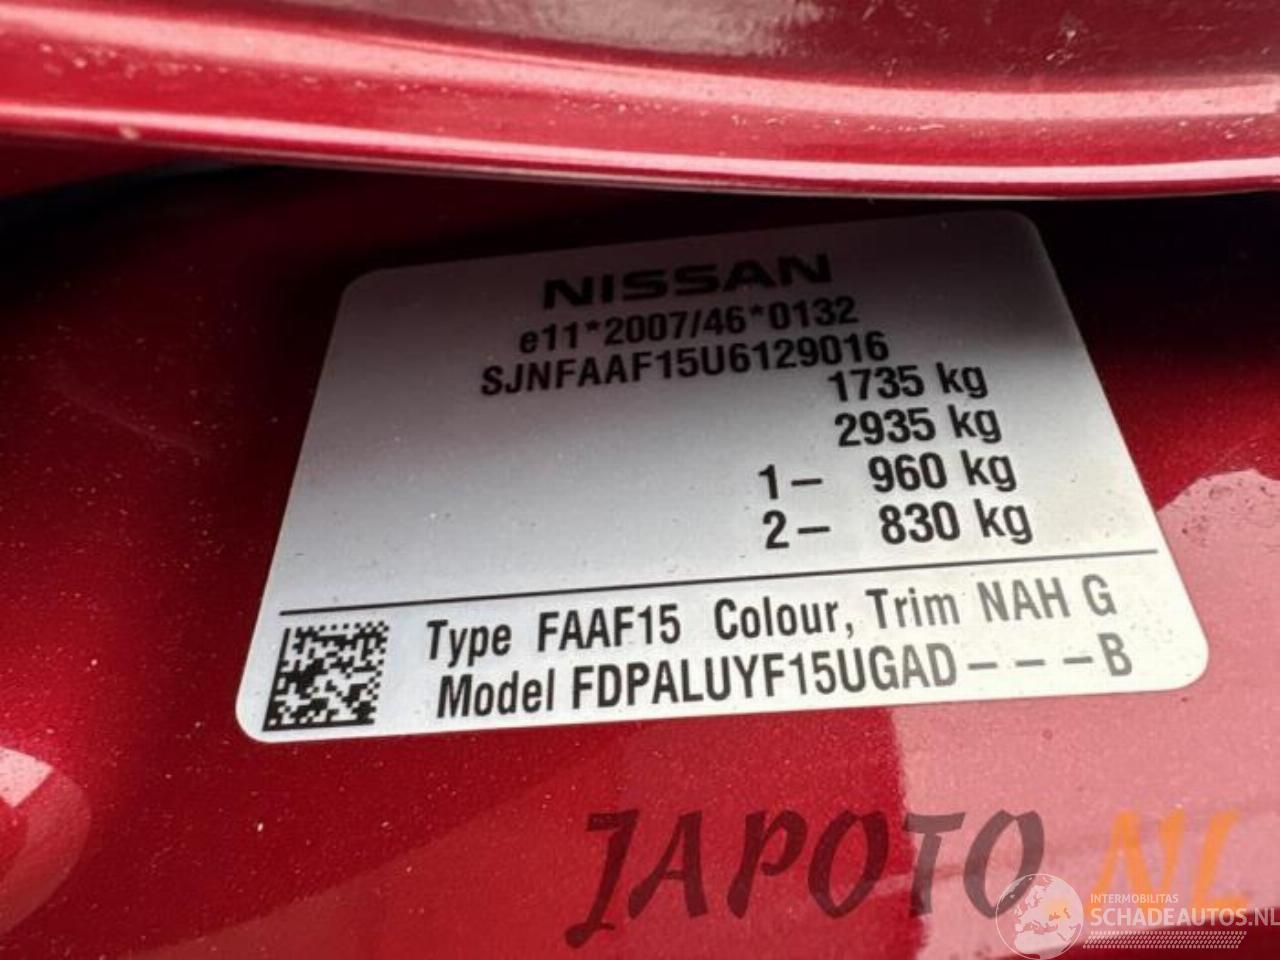 NISSAN
e11*2007/46*0132
SJNFAAF15U6129016
1735 kg
2935 kg
1– 960 kg
2– 830 kg
Type FAAF15 Colour, Trim NAH G
Model FDPALUYF15UGAD– – –B
JAPOTO.NL
INTERMOBILITAS
SCHADEAUTOS.NL